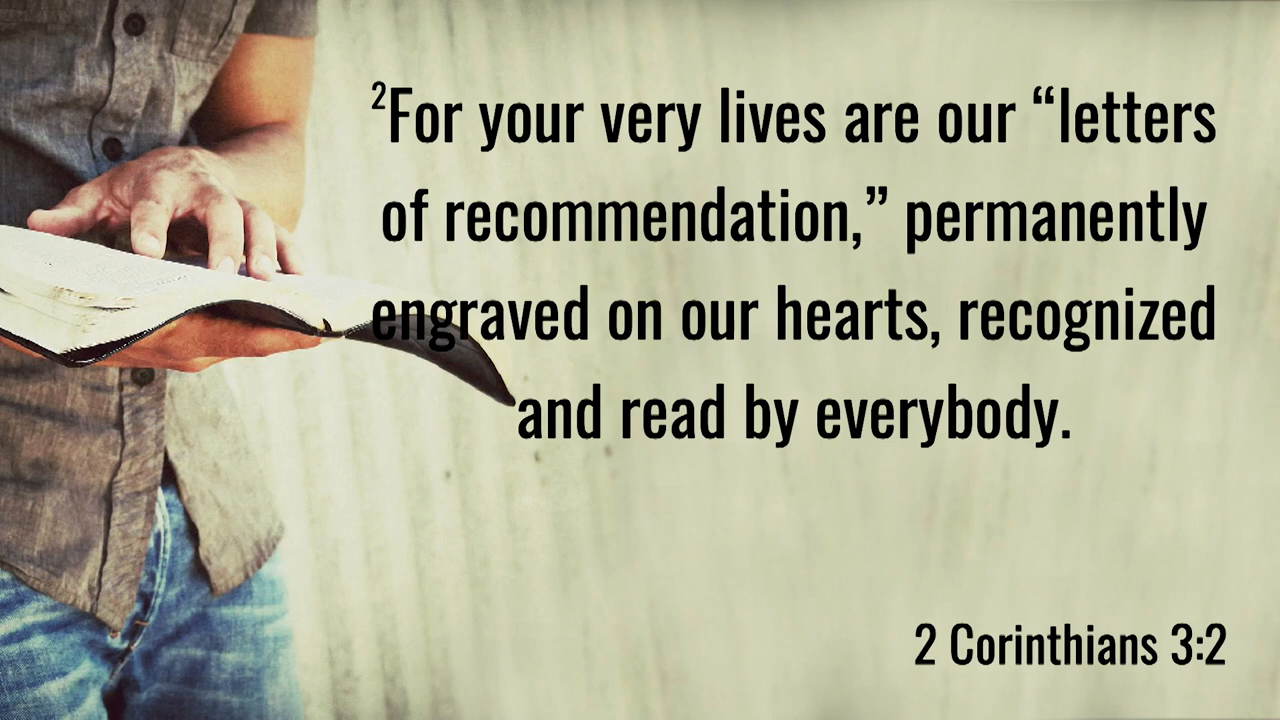 ²For your very lives are our “letters
of recommendation,” permanently
engraved on our hearts, recognized
and read by everybody.
2 Corinthians 3:2